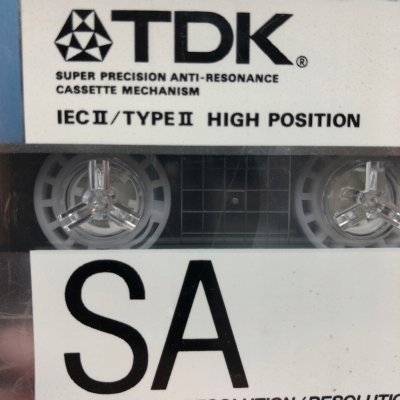 TDK®
SUPER PRECISION ANTI-RESONANCE
CASSETTE MECHANISM
IEC II/TYPE II HIGH POSITION
SA